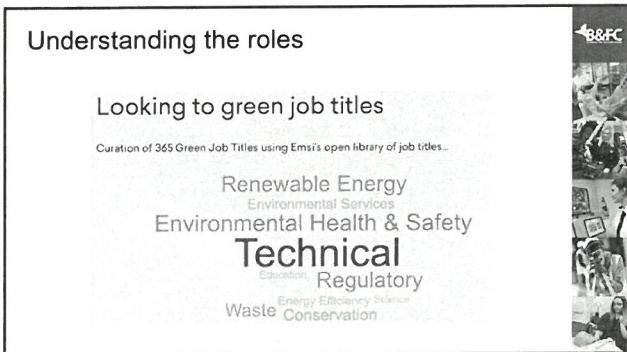 Understanding the roles
B&FC
Looking to green job titles
Curation of 365 Green Job Titles using Emsi's open library of job titles...
Renewable Energy
Environmental Services
Environmental Health & Safety
Technical
Education
Regulatory
Energy Efficiency Science
Waste Conservation